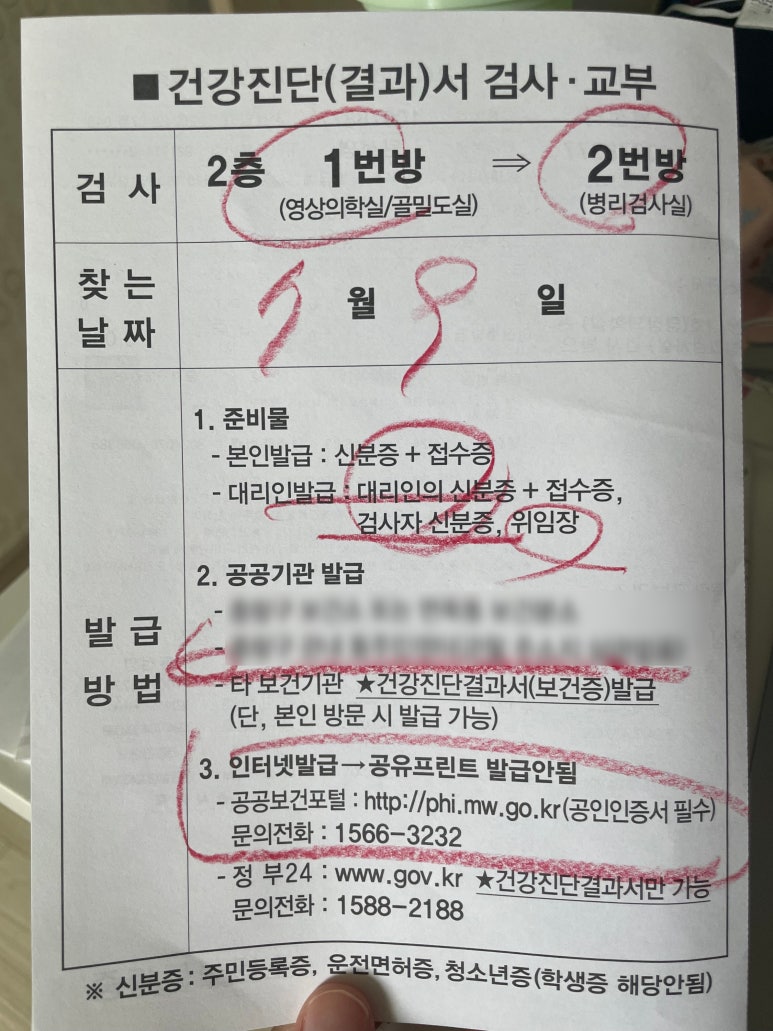 ■ 건강진단(결과)서 검사·교부
검 사
2층 1번방 ⇒ 2번방
(영상의학실/골밀도실) (병리검사실)
찾 는
날 짜
5월 9일
발 급
방 법
1. 준비물
- 본인발급 : 신분증 + 접수증
- 대리인발급 : 대리인의 신분증 + 접수증,
검사자 신분증, 위임장
2. 공공기관 발급
- 타 보건기관 ★건강진단결과서(보건증)발급
(단, 본인 방문 시 발급 가능)
3. 인터넷발급→공유프린트 발급안됨
- 공공보건포털 : http://phi.mw.go.kr(공인인증서 필수)
문의전화 : 1566-3232
- 정 부24 : www.gov.kr ★건강진단결과서만 가능
문의전화 : 1588-2188
※ 신분증 : 주민등록증, 운전면허증, 청소년증(학생증 해당안됨)